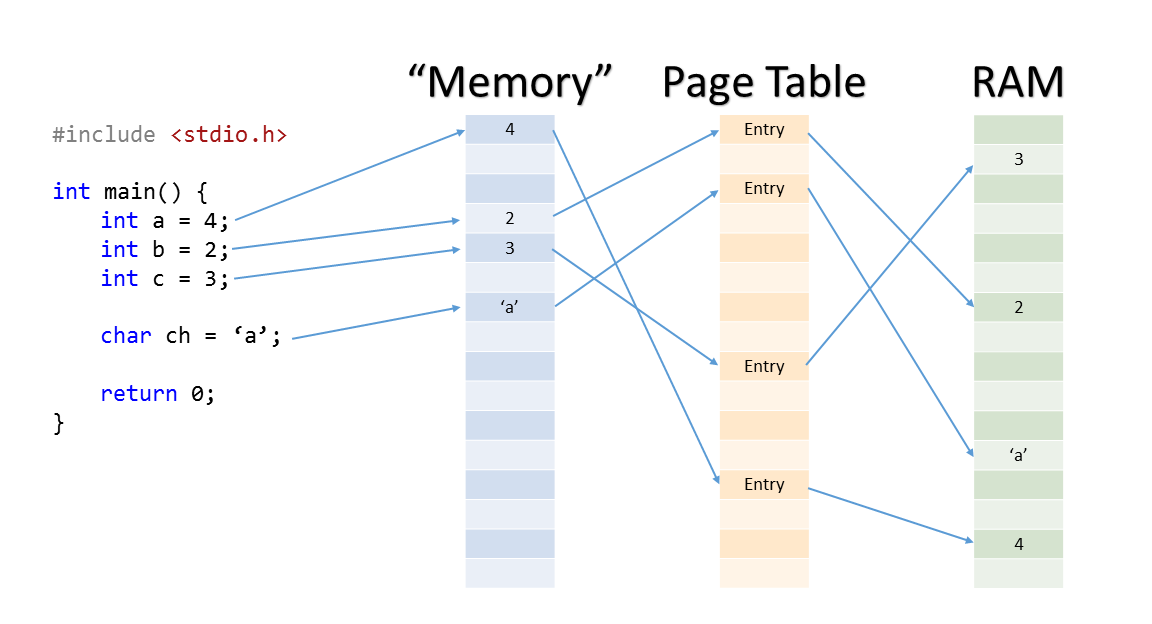 “Memory”
Page Table
RAM
#include <stdio.h>
int main() {
int a = 4;
int b = 2;
int c = 3;
char ch = ‘a’;
return 0;
}
4
2
3
‘a’
Entry
Entry
Entry
Entry
3
2
‘a’
4